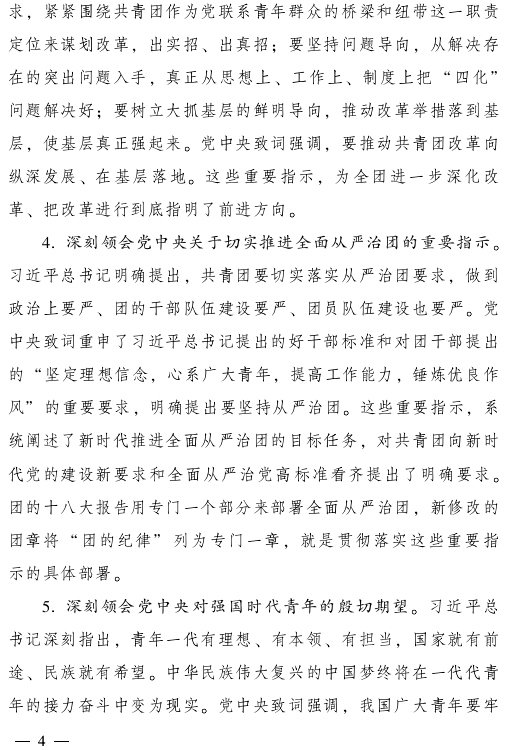 求，紧紧围绕共青团作为党联系青年群众的桥梁和纽带这一职责
定位来谋划改革，出实招、出真招；要坚持问题导向，从解决存
在的突出问题入手，真正从思想上、工作上、制度上把“四化”
问题解决好；要树立大抓基层的鲜明导向，推动改革举措落到基
层，使基层真正强起来。党中央致词强调，要推动共青团改革向
纵深发展、在基层落地。这些重要指示，为全团进一步深化改
革、把改革进行到底指明了前进方向。
4. 深刻领会党中央关于切实推进全面从严治团的重要指示。
习近平总书记明确提出，共青团要切实落实从严治团要求，做到
政治上要严、团的干部队伍建设要严、团员队伍建设也要严。党
中央致词重申了习近平总书记提出的好干部标准和对团干部提出
的“坚定理想信念，心系广大青年，提高工作能力，锤炼优良作
风”的重要要求，明确提出要坚持从严治团。这些重要指示，系
统阐述了新时代推进全面从严治团的目标任务，对共青团向新时
代党的建设新要求和全面从严治党高标准看齐提出了明确要求。
团的十八大报告用专门一个部分来部署全面从严治团，新修改的
团章将“团的纪律”列为专门一章，就是贯彻落实这些重要指
示的具体部署。
5. 深刻领会党中央对强国时代青年的殷切期望。习近平总
书记深刻指出，青年一代有理想、有本领、有担当，国家就有前
途、民族就有希望。中华民族伟大复兴的中国梦终将在一代代青
年的接力奋斗中变为现实。党中央致词强调，我国广大青年要牢
— 4 —